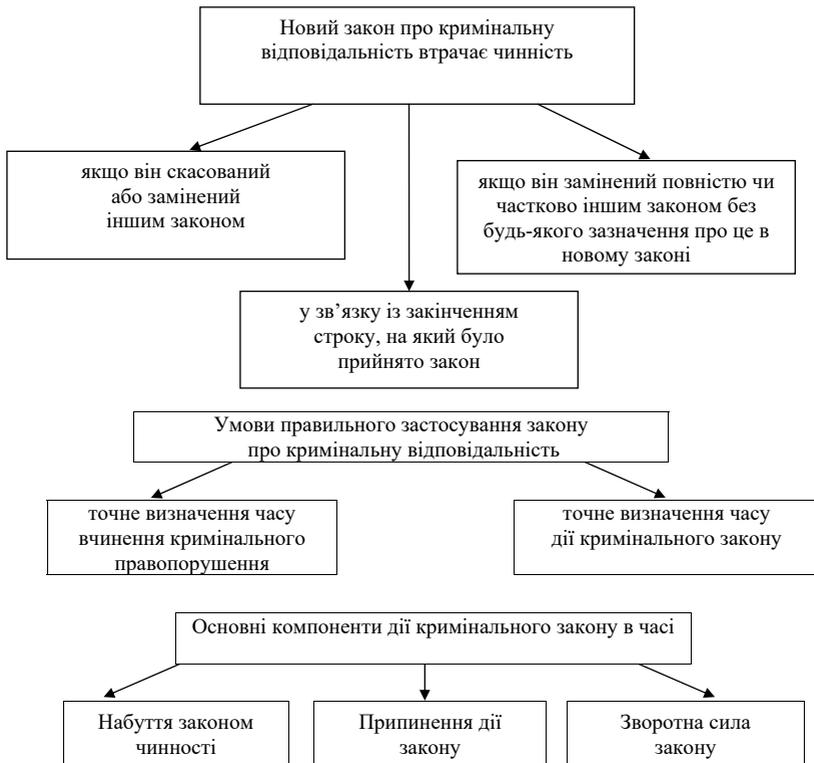 Новий закон про кримінальну
відповідальність втрачає чинність
якщо він скасований
або замінений
іншим законом
якщо він замінений повністю чи
частково іншим законом без
будь-якого зазначення про це в
новому законі
у зв’язку із закінченням
строку, на який було
прийнято закон
Умови правильного застосування закону
про кримінальну відповідальність
точне визначення часу
вчинення кримінального
правопорушення
точне визначення часу
дії кримінального закону
Основні компоненти дії кримінального закону в часі
Набуття законом
чинності
Припинення дії
закону
Зворотна сила
закону